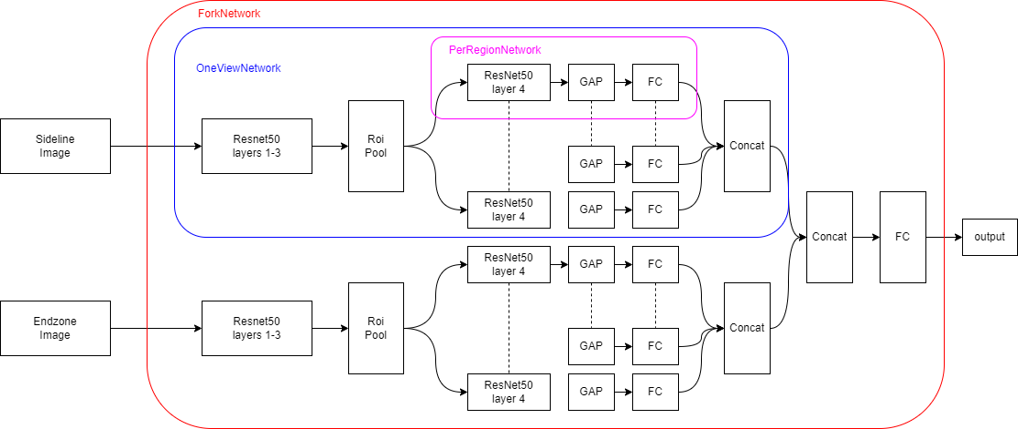 ForkNetwork
PerRegionNetwork
OneViewNetwork
ResNet50
layer 4
GAP
FC
Sideline
Image
Resnet50
layers 1-3
Roi
Pool
Concat
GAP
FC
ResNet50
layer 4
GAP
FC
Concat
FC
output
ResNet50
layer 4
GAP
FC
Endzone
Image
Resnet50
layers 1-3
Roi
Pool
Concat
GAP
FC
ResNet50
layer 4
GAP
FC